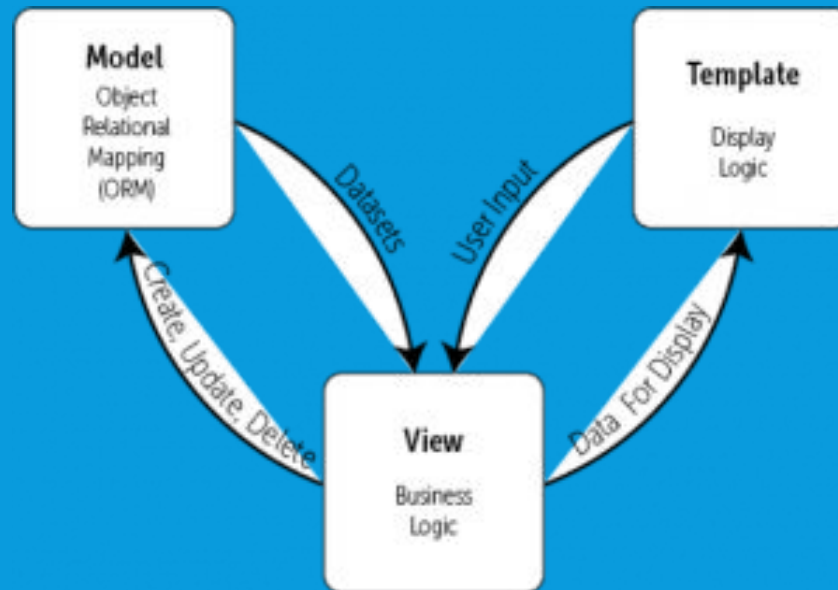 Model
Object
Relational
Mapping
(ORM)
Template
Display
Logic
Datasets
User Input
Create, Update, Delete
Data For Display
View
Business
Logic